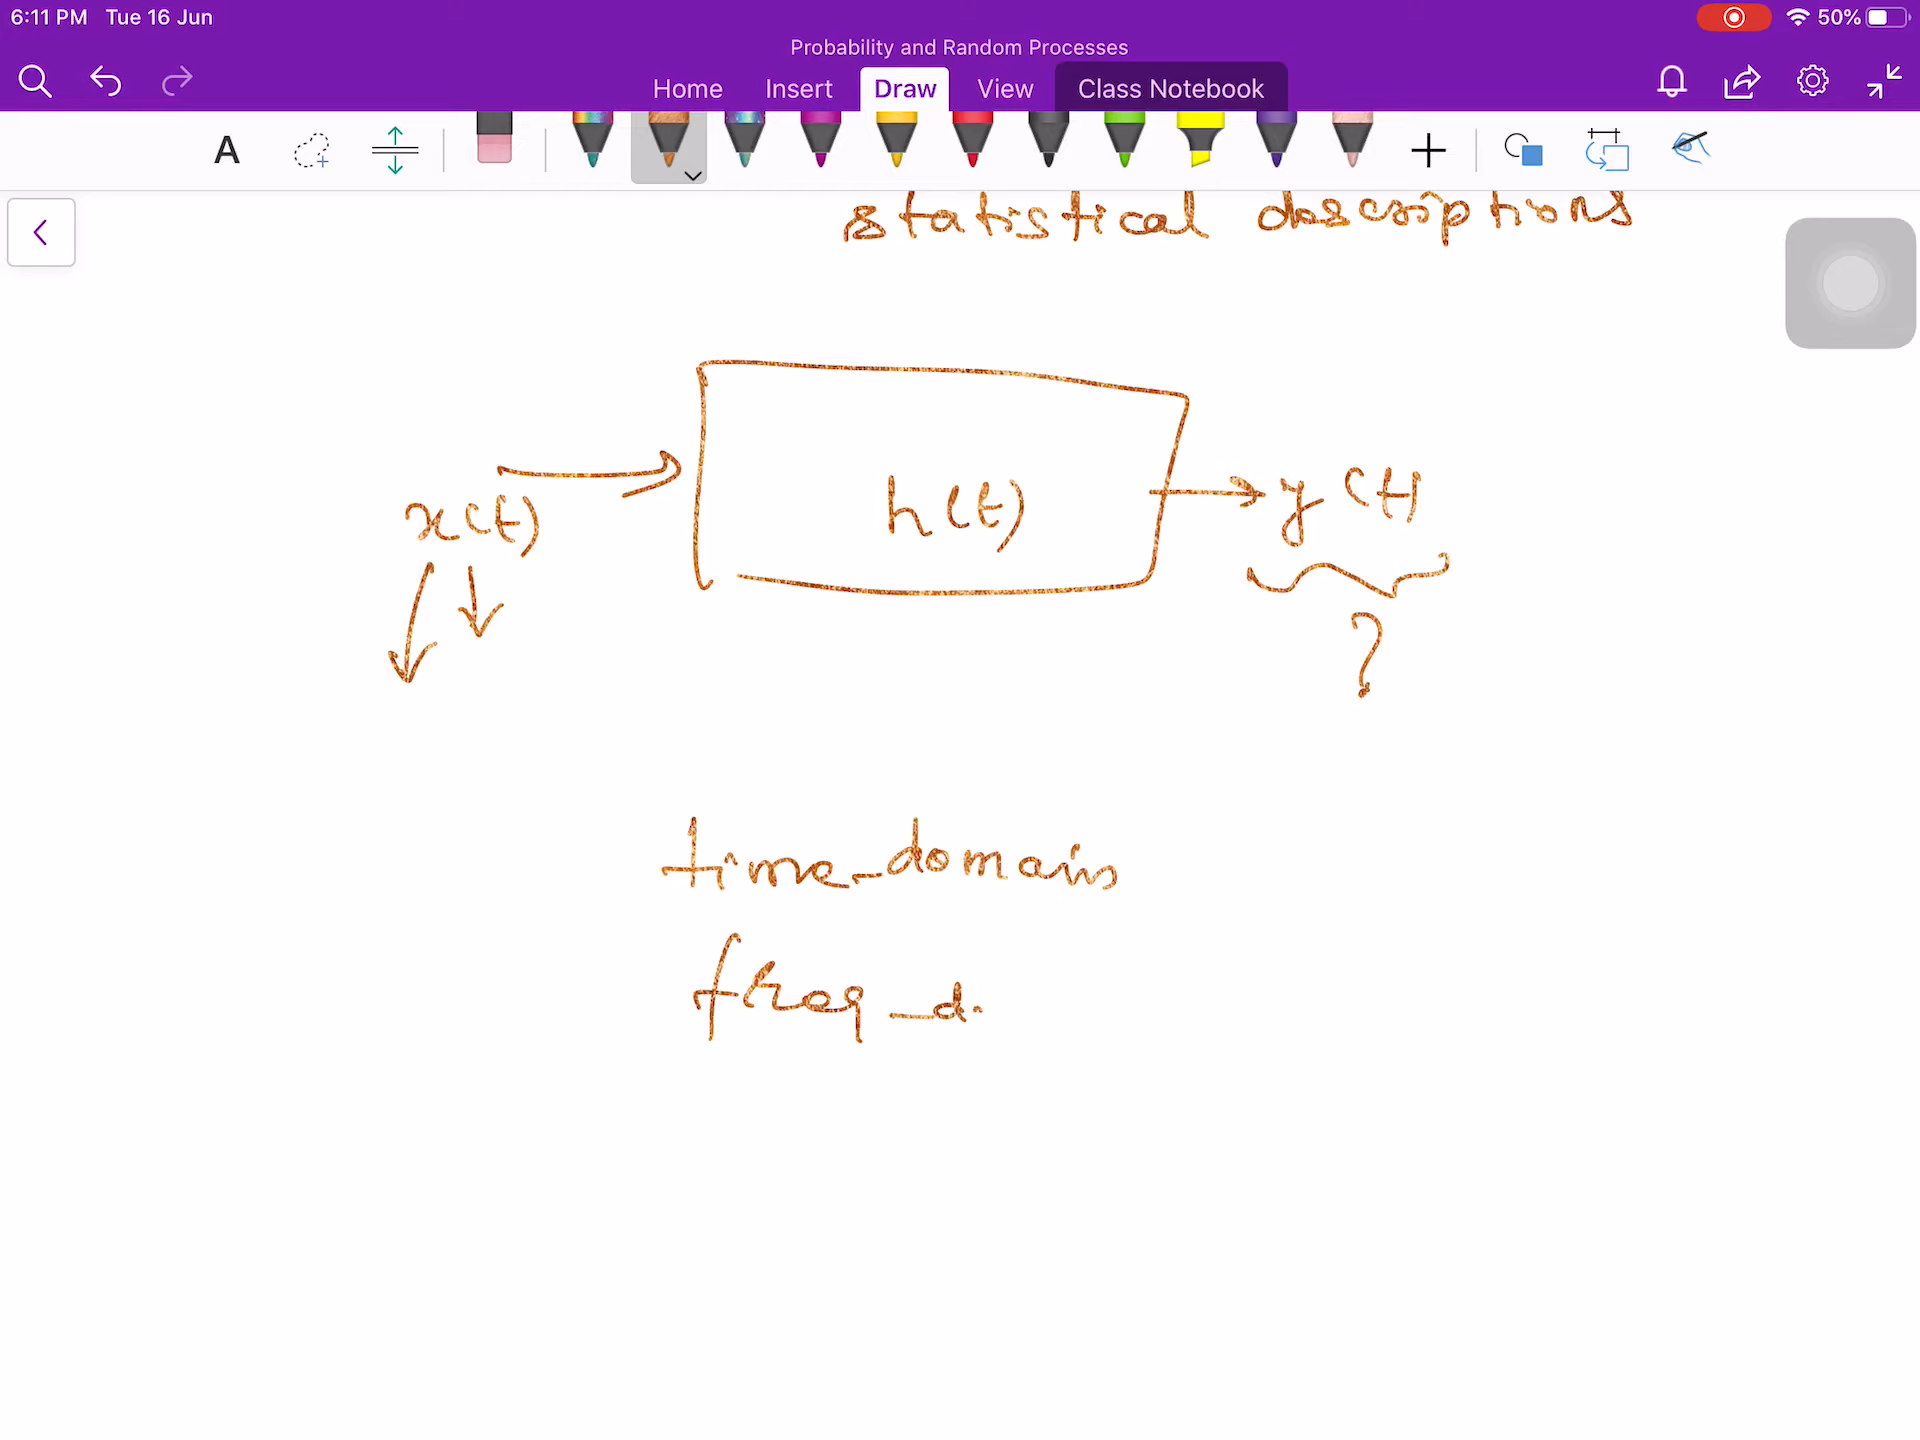 6:11 PM Tue 16 Jun
50%
Probability and Random Processes
Home Insert Draw View Class Notebook
A
statistical descriptions
x(t)
h(t)
y(t)
?
time-domain
freq-d.